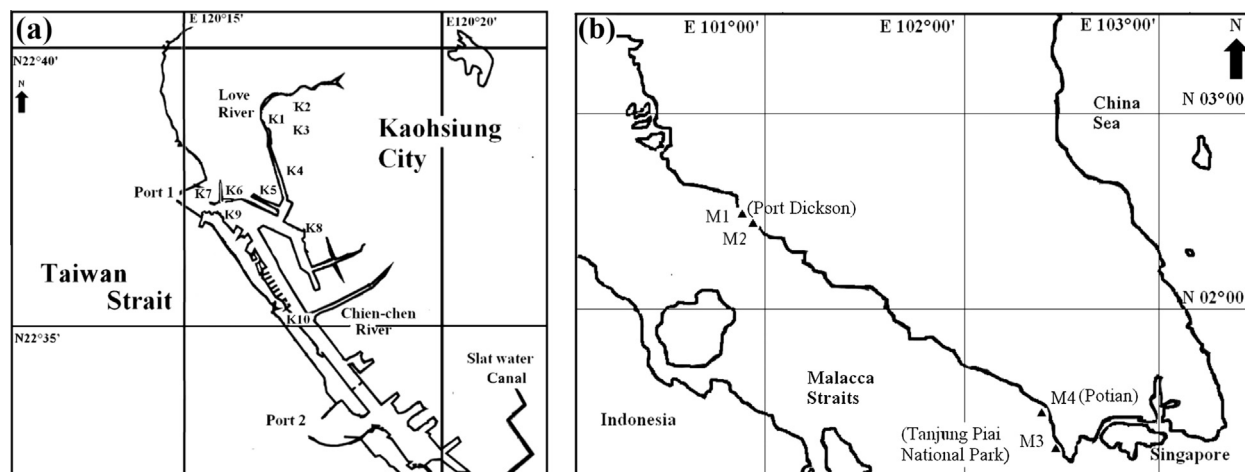 (a)
E 120°15'
E120°20'
N22°40'
N
Love
River
K2
K1
K3
Kaohsiung
City
K4
Port 1
K7
K6
K5
K9
K8
Taiwan
Strait
K10
Chien-chen
River
N22°35'
Slat water
Canal
Port 2
(b)
E 101°00'
E 102°00'
E 103°00'
N
N 03°00
China
Sea
M1
(Port Dickson)
M2
N 02°00
Malacca
Straits
M4
(Potian)
Indonesia
(Tanjung Piai
National Park)
M3
Singapore